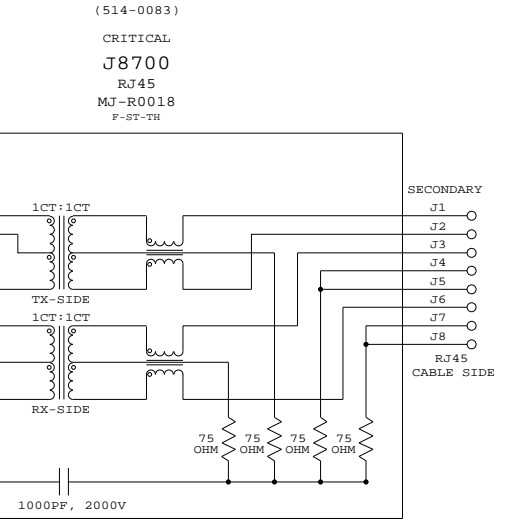 (514-0083)
CRITICAL
J8700
RJ45
MJ-R0018
F-ST-TH
SECONDARY
1CT:1CT
J1
J2
J3
J4
TX-SIDE
J5
J6
1CT:1CT
J7
J8
RJ45
CABLE SIDE
RX-SIDE
75 75 75 75
OHM OHM OHM OHM
1000PF, 2000V